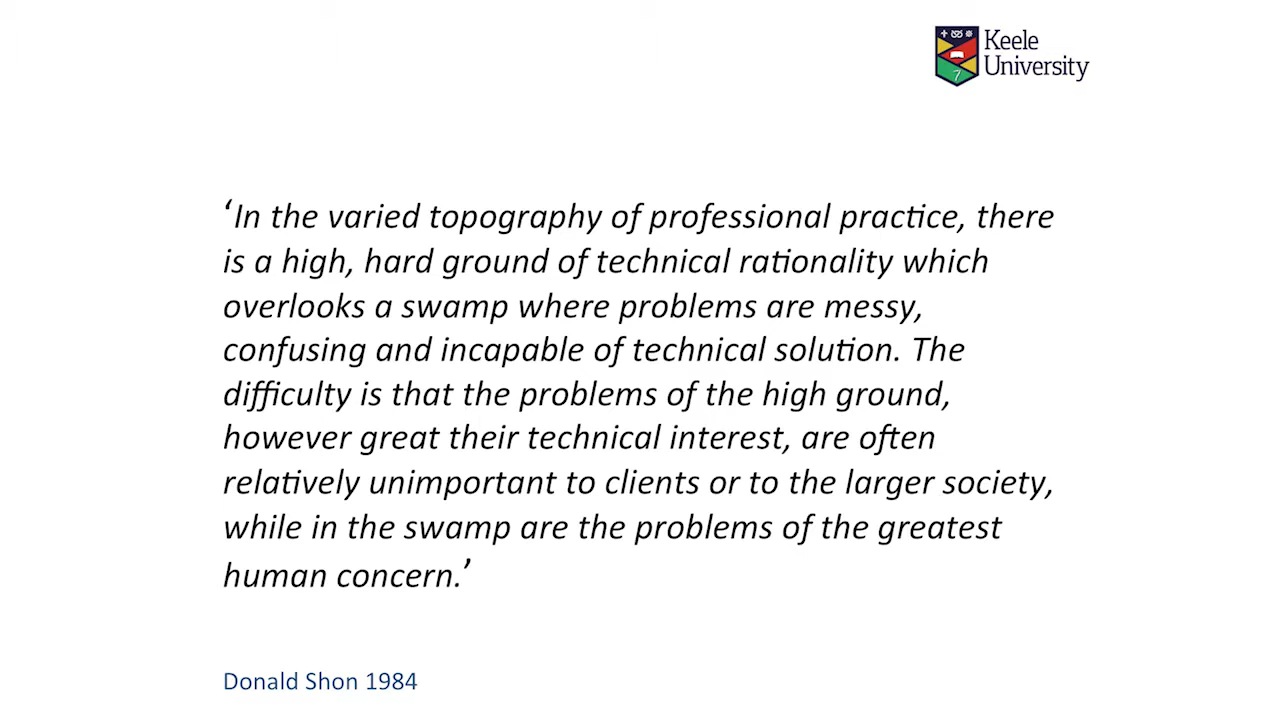 Keele
University
‘In the varied topography of professional practice, there
is a high, hard ground of technical rationality which
overlooks a swamp where problems are messy,
confusing and incapable of technical solution. The
difficulty is that the problems of the high ground,
however great their technical interest, are often
relatively unimportant to clients or to the larger society,
while in the swamp are the problems of the greatest
human concern.’
Donald Shon 1984